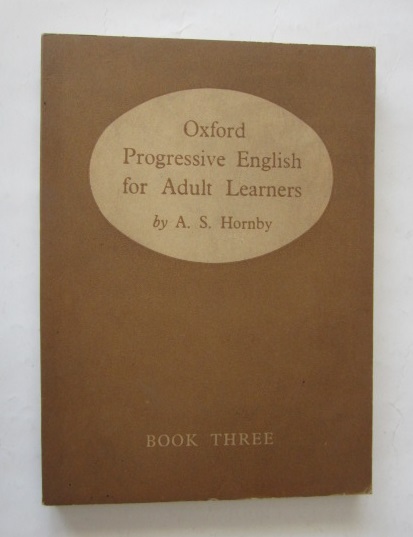 Oxford
Progressive English
for Adult Learners
by A. S. Hornby
BOOK THREE